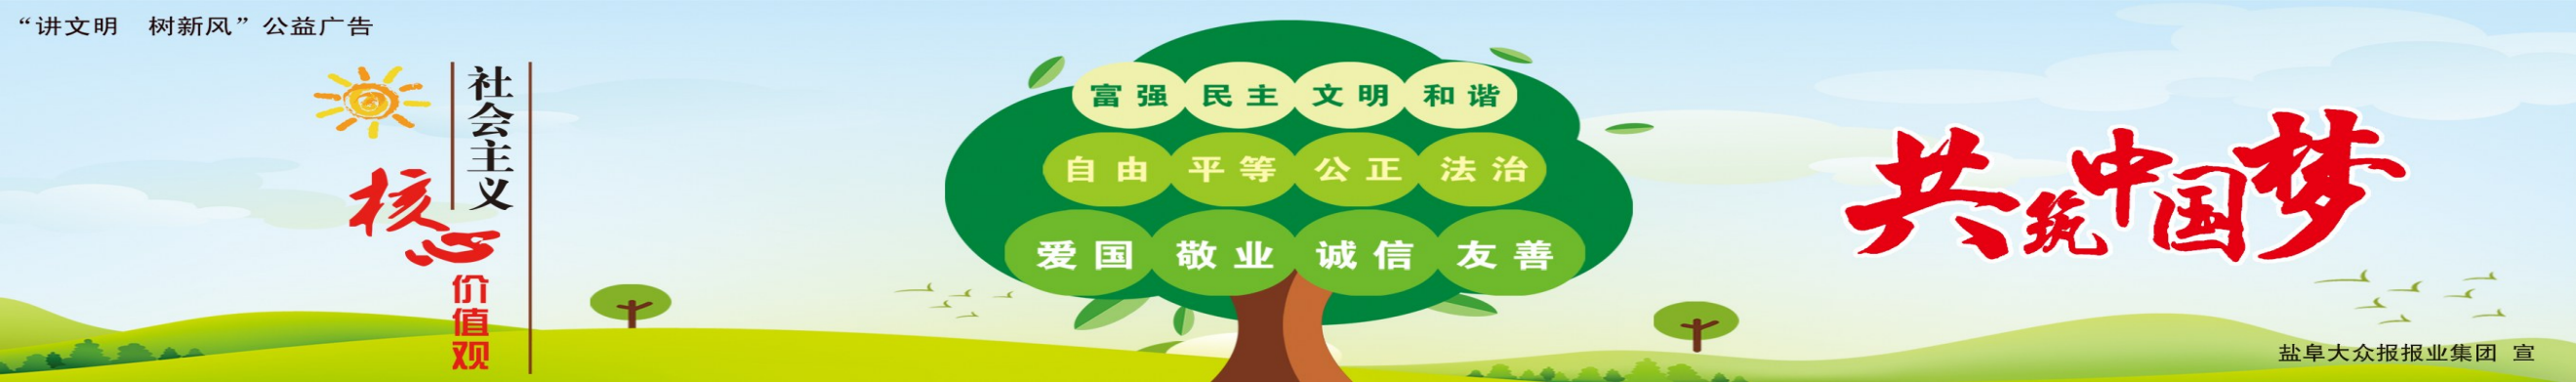 “讲文明　树新风”公益广告
社会主义
核心
价值观
富强 民主 文明 和谐
自由 平等 公正 法治
爱国 敬业 诚信 友善
共筑中国梦
盐阜大众报报业集团 宣